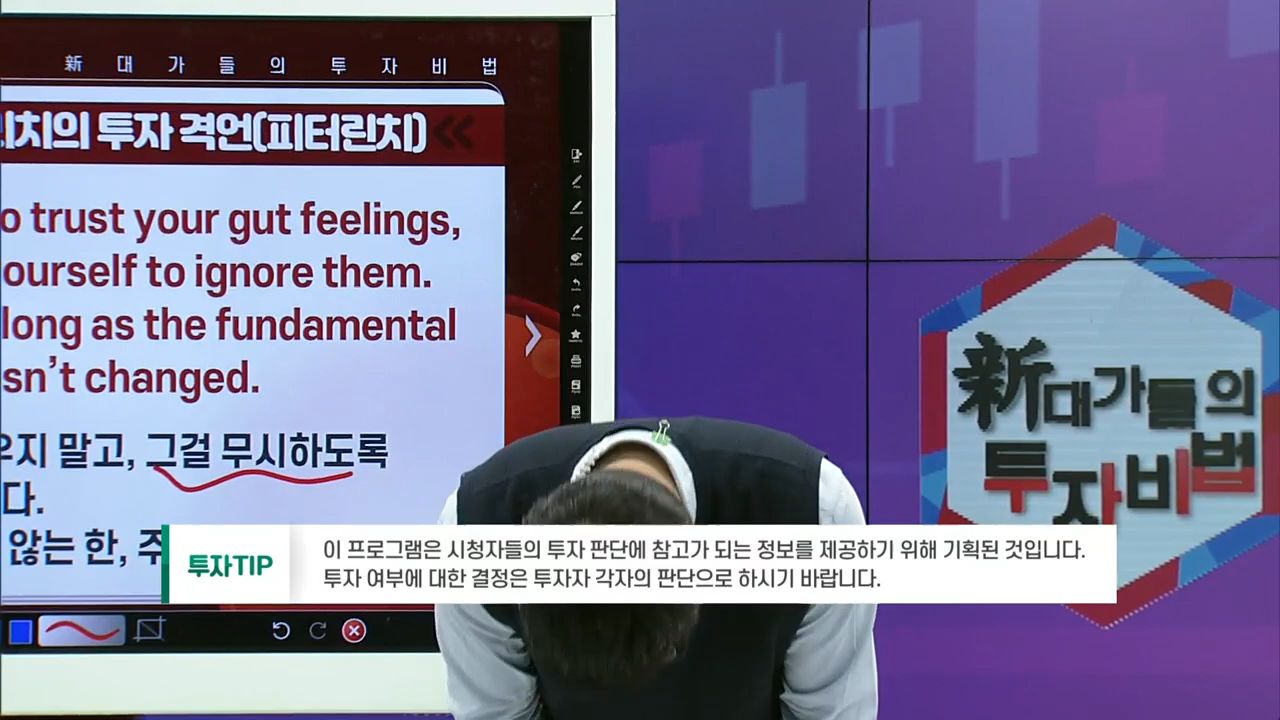 新 대 가 들 의 투 자 비 법
치의 투자 격언(피터린치)
o trust your gut feelings,
ourself to ignore them.
long as the fundamental
sn't changed.
지 말고, 그걸 무시하도록
다.
않는 한, 주
투자TIP
이 프로그램은 시청자들의 투자 판단에 참고가 되는 정보를 제공하기 위해 기획된 것입니다.
투자 여부에 대한 결정은 투자자 각자의 판단으로 하시기 바랍니다.
新대가들의
투자비법